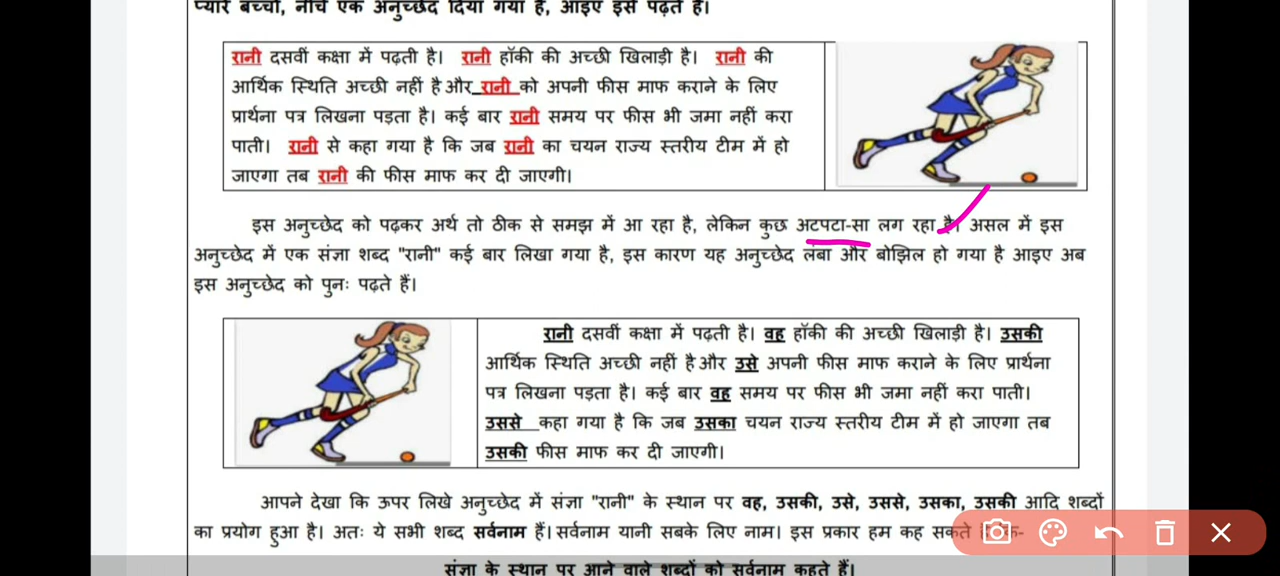 प्यारे बच्चों, नीचे एक अनुच्छेद दिया गया है, आइए इसे पढ़ते हैं।
रानी दसवीं कक्षा में पढ़ती है। रानी हॉकी की अच्छी खिलाड़ी है। रानी की
आर्थिक स्थिति अच्छी नहीं है और रानी को अपनी फीस माफ कराने के लिए
प्रार्थना पत्र लिखना पड़ता है। कई बार रानी समय पर फीस भी जमा नहीं करा
पाती। रानी से कहा गया है कि जब रानी का चयन राज्य स्तरीय टीम में हो
जाएगा तब रानी की फीस माफ कर दी जाएगी।
इस अनुच्छेद को पढ़कर अर्थ तो ठीक से समझ में आ रहा है, लेकिन कुछ अटपटा-सा लग रहा है। असल में इस
अनुच्छेद में एक संज्ञा शब्द "रानी" कई बार लिखा गया है, इस कारण यह अनुच्छेद लंबा और बोझिल हो गया है आइए अब
इस अनुच्छेद को पुनः पढ़ते हैं।
रानी दसवीं कक्षा में पढ़ती है। वह हॉकी की अच्छी खिलाड़ी है। उसकी
आर्थिक स्थिति अच्छी नहीं है और उसे अपनी फीस माफ कराने के लिए प्रार्थना
पत्र लिखना पड़ता है। कई बार वह समय पर फीस भी जमा नहीं करा पाती।
उससे कहा गया है कि जब उसका चयन राज्य स्तरीय टीम में हो जाएगा तब
उसकी फीस माफ कर दी जाएगी।
आपने देखा कि ऊपर लिखे अनुच्छेद में संज्ञा "रानी" के स्थान पर वह, उसकी, उसे, उससे, उसका, उसकी आदि शब्दों
का प्रयोग हुआ है। अतः ये सभी शब्द सर्वनाम हैं। सर्वनाम यानी सबके लिए नाम। इस प्रकार हम कह सकते
संज्ञा के स्थान पर आने वाले शब्दों को सर्वनाम कहते हैं।